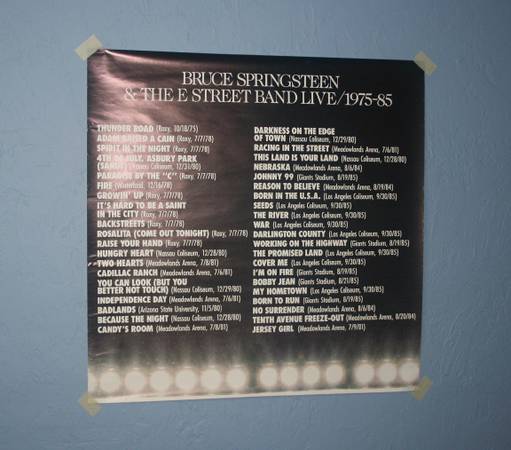 BRUCE SPRINGSTEEN
& THE E STREET BAND LIVE/1975-85
THUNDER ROAD (Roxy, 10/18/75)
ADAM RAISED A CAIN (Roxy, 7/7/78)
SPIRIT IN THE NIGHT (Roxy, 7/7/78)
4TH OF JULY, ASBURY PARK
(SANDY) (Nassau Coliseum, 12/31/80)
PARADISE BY THE "C" (Roxy, 7/7/78)
FIRE (Winterland, 12/16/78)
GROWIN' UP (Roxy, 7/7/78)
IT'S HARD TO BE A SAINT
IN THE CITY (Roxy, 7/7/78)
BACKSTREETS (Roxy, 7/7/78)
ROSALITA (COME OUT TONIGHT) (Roxy, 7/7/78)
RAISE YOUR HAND (Roxy, 7/7/78)
HUNGRY HEART (Nassau Coliseum, 12/28/80)
TWO HEARTS (Meadowlands Arena, 7/8/81)
CADILLAC RANCH (Meadowlands Arena, 7/6/81)
YOU CAN LOOK (BUT YOU
BETTER NOT TOUCH) (Nassau Coliseum, 12/29/80)
INDEPENDENCE DAY (Meadowlands Arena, 7/6/81)
BADLANDS (Arizona State University, 11/5/80)
BECAUSE THE NIGHT (Nassau Coliseum, 12/28/80)
CANDY'S ROOM (Meadowlands Arena, 7/8/81)
DARKNESS ON THE EDGE
OF TOWN (Nassau Coliseum, 12/29/80)
RACING IN THE STREET (Meadowlands Arena, 7/6/81)
THIS LAND IS YOUR LAND (Nassau Coliseum, 12/28/80)
NEBRASKA (Meadowlands Arena, 8/6/84)
JOHNNY 99 (Giants Stadium, 8/19/85)
REASON TO BELIEVE (Meadowlands Arena, 8/19/84)
BORN IN THE U.S.A. (Los Angeles Coliseum, 9/30/85)
SEEDS (Los Angeles Coliseum, 9/30/85)
THE RIVER (Los Angeles Coliseum, 9/30/85)
WAR (Los Angeles Coliseum, 9/30/85)
DARLINGTON COUNTY (Los Angeles Coliseum, 9/30/85)
WORKING ON THE HIGHWAY (Giants Stadium, 8/19/85)
THE PROMISED LAND (Los Angeles Coliseum, 9/30/85)
COVER ME (Los Angeles Coliseum, 9/30/85)
I'M ON FIRE (Giants Stadium, 8/19/85)
BOBBY JEAN (Giants Stadium, 8/21/85)
MY HOMETOWN (Los Angeles Coliseum, 9/30/85)
BORN TO RUN (Giants Stadium, 8/19/85)
NO SURRENDER (Meadowlands Arena, 8/6/84)
TENTH AVENUE FREEZE-OUT (Meadowlands Arena, 8/20/84)
JERSEY GIRL (Meadowlands Arena, 7/9/81)